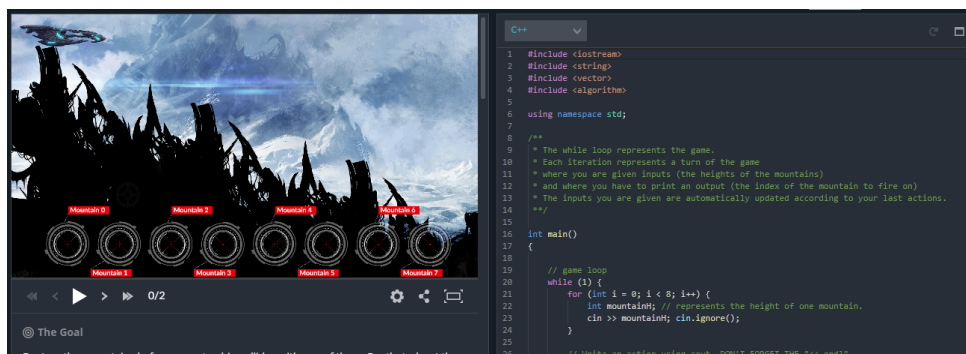 Mountain 0
Mountain 2
Mountain 4
Mountain 6
Mountain 1
Mountain 3
Mountain 5
Mountain 7
0/2
The Goal
C++
1 #include <iostream>
2 #include <string>
3 #include <vector>
4 #include <algorithm>
5
6 using namespace std;
7
8 /**
9  * The while loop represents the game.
10  * Each iteration represents a turn of the game
11  * where you are given inputs (the heights of the mountains)
12  * and where you have to print an output (the index of the mountain to fire on)
13  * The inputs you are given are automatically updated according to your last actions.
14  **/
15
16 int main()
17 {
18
19     // game loop
20     while (1) {
21         for (int i = 0; i < 8; i++) {
22             int mountainH; // represents the height of one mountain.
23             cin >> mountainH; cin.ignore();
24         }
25